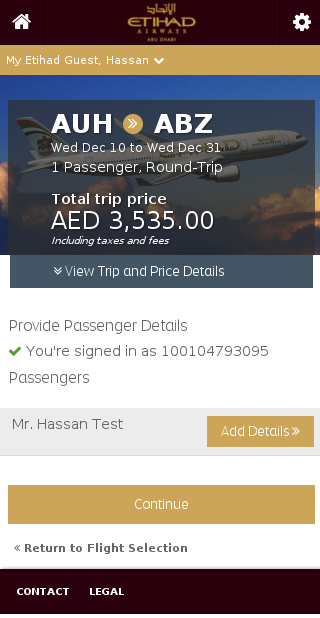 الإتحاد
ETIHAD
AIRWAYS
ABU DHABI
My Etihad Guest, Hassan
AUH ABZ
Wed Dec 10 to Wed Dec 31
1 Passenger, Round-Trip
Total trip price
AED 3,535.00
Including taxes and fees
View Trip and Price Details
Provide Passenger Details
You're signed in as 100104793095
Passengers
Mr. Hassan Test
Add Details »
Continue
« Return to Flight Selection
CONTACT LEGAL